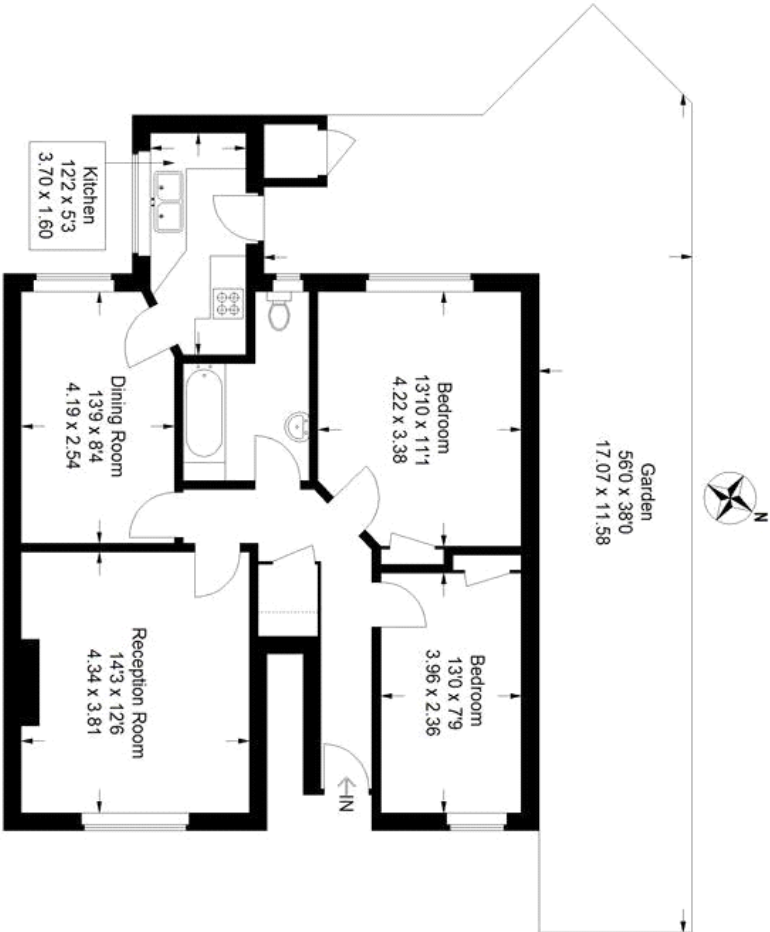 Kitchen
12'2 x 5'3
3.70 x 1.60
Dining Room
13'9 x 8'4
4.19 x 2.54
Bedroom
13'10 x 11'1
4.22 x 3.38
Garden
56'0 x 38'0
17.07 x 11.58
N
Reception Room
14'3 x 12'6
4.34 x 3.81
Bedroom
13'0 x 7'9
3.96 x 2.36
IN